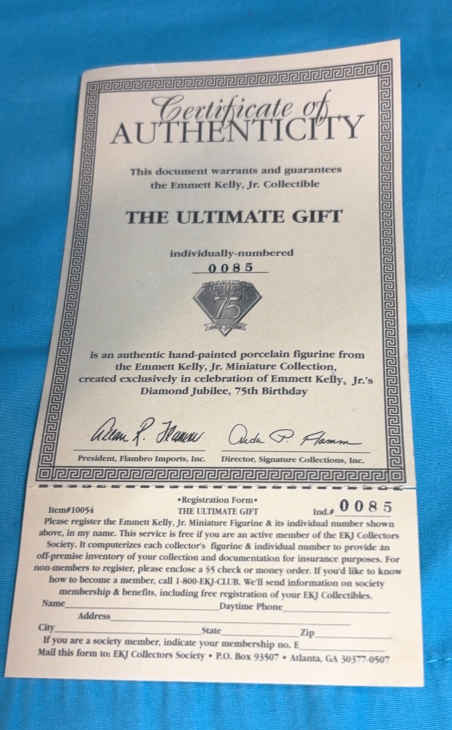 Certificate of
AUTHENTICITY
This document warrants and guarantees
the Emmett Kelly, Jr. Collectible
THE ULTIMATE GIFT
individually-numbered
0085
75
is an authentic hand-painted porcelain figurine from
the Emmett Kelly, Jr. Miniature Collection,
created exclusively in celebration of Emmett Kelly, Jr.'s
Diamond Jubilee, 75th Birthday
President, Flambro Imports, Inc. Director, Signature Collections, Inc.
•Registration Form•
Item#10054 THE ULTIMATE GIFT Ind.# 0085
Please register the Emmett Kelly, Jr. Miniature Figurine & its individual number shown
above, in my name. This service is free if you are an active member of the EKJ Collectors
Society. It computerizes each collector's figurine & individual number to provide an
off-premise inventory of your collection and documentation for insurance purposes. For
non-members to register, please enclose a $5 check or money order. If you'd like to know
how to become a member, call 1-800-EKJ-CLUB. We'll send information on society
membership & benefits, including free registration of your EKJ Collectibles.
Name Daytime Phone
Address
City State Zip
If you are a society member, indicate your membership no. E
Mail this form to: EKJ Collectors Society • P.O. Box 93507 • Atlanta, GA 30377-0507